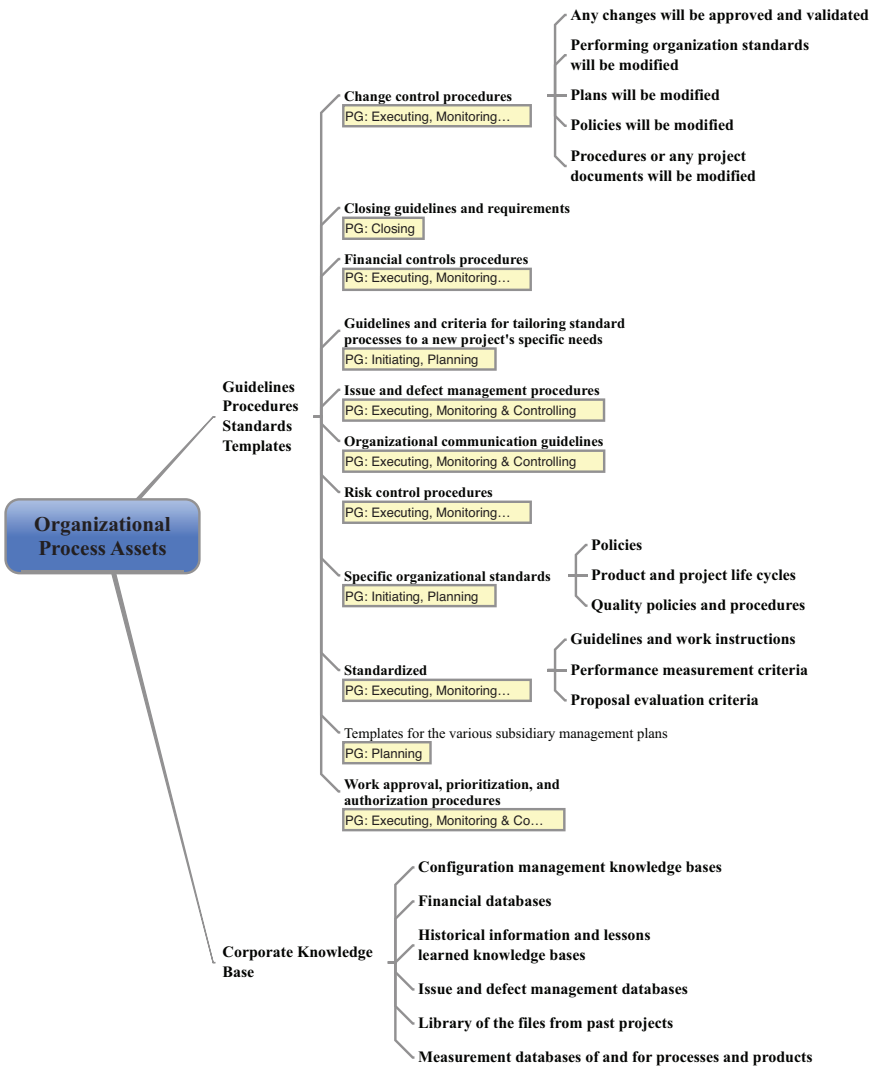 Organizational
Process Assets
Guidelines
Procedures
Standards
Templates
Change control procedures
PG: Executing, Monitoring…
Any changes will be approved and validated
Performing organization standards
will be modified
Plans will be modified
Policies will be modified
Procedures or any project
documents will be modified
Closing guidelines and requirements
PG: Closing
Financial controls procedures
PG: Executing, Monitoring…
Guidelines and criteria for tailoring standard
processes to a new project's specific needs
PG: Initiating, Planning
Issue and defect management procedures
PG: Executing, Monitoring & Controlling
Organizational communication guidelines
PG: Executing, Monitoring & Controlling
Risk control procedures
PG: Executing, Monitoring…
Specific organizational standards
PG: Initiating, Planning
Policies
Product and project life cycles
Quality policies and procedures
Standardized
PG: Executing, Monitoring…
Guidelines and work instructions
Performance measurement criteria
Proposal evaluation criteria
Templates for the various subsidiary management plans
PG: Planning
Work approval, prioritization, and
authorization procedures
PG: Executing, Monitoring & Co…
Corporate Knowledge
Base
Configuration management knowledge bases
Financial databases
Historical information and lessons
learned knowledge bases
Issue and defect management databases
Library of the files from past projects
Measurement databases of and for processes and products